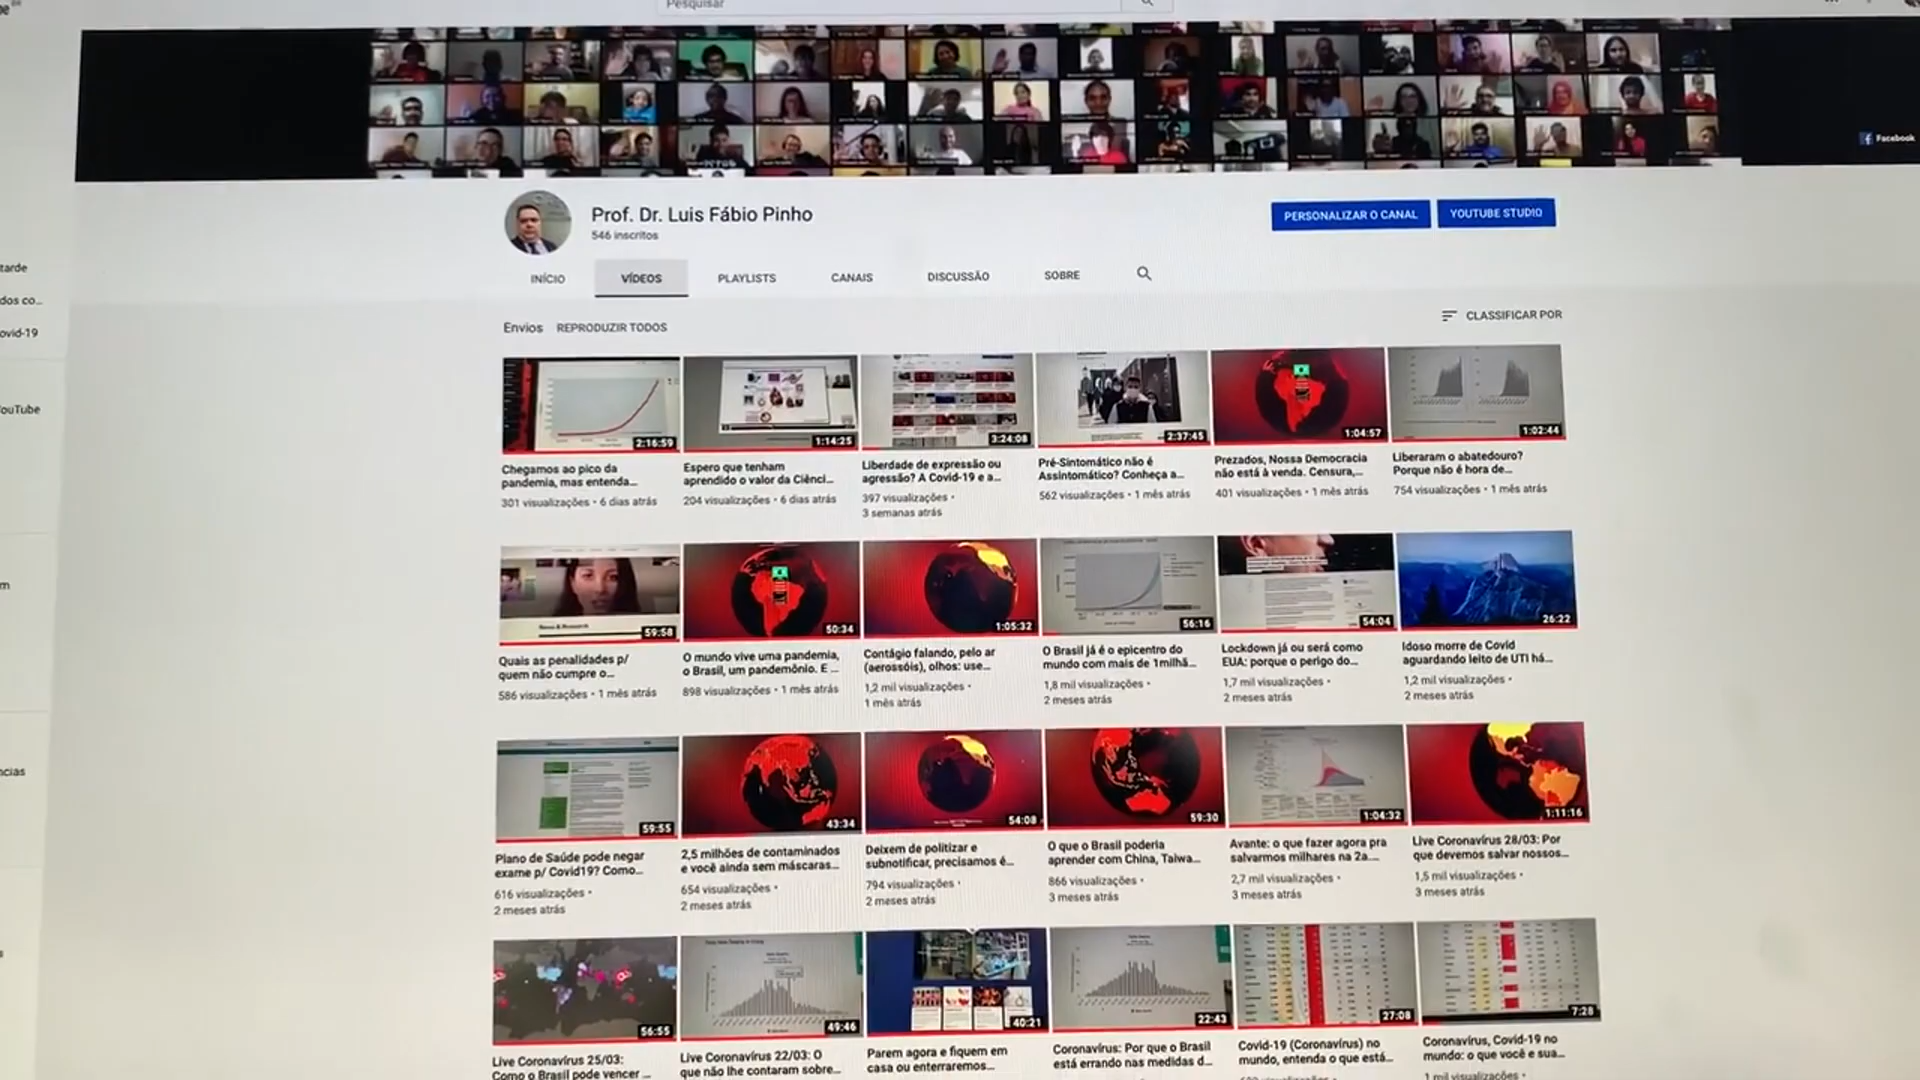 Pesquisar
Facebook
Prof. Dr. Luis Fábio Pinho
546 inscritos
PERSONALIZAR O CANAL
YOUTUBE STUDIO
INÍCIO
VÍDEOS
PLAYLISTS
CANAIS
DISCUSSÃO
SOBRE
tarde
dos co...
ovid-19
ouTube
m
ncias
Envios
REPRODUZIR TODOS
CLASSIFICAR POR
2:16:59
1:14:25
3:24:08
2:37:45
1:04:57
1:02:44
Chegamos ao pico da
pandemia, mas entenda...
301 visualizações • 6 dias atrás
Espero que tenham
aprendido o valor da Ciênci...
204 visualizações • 6 dias atrás
Liberdade de expressão ou
agressão? A Covid-19 e a...
397 visualizações •
3 semanas atrás
Pré-Sintomático não é
Assintomático? Conheça a...
562 visualizações • 1 mês atrás
Prezados, Nossa Democracia
não está à venda. Censura,...
401 visualizações • 1 mês atrás
Liberaram o abatedouro?
Porque não é hora de...
754 visualizações • 1 mês atrás
59:58
50:34
1:05:32
56:16
54:04
26:22
Quais as penalidades p/
quem não cumpre o...
586 visualizações • 1 mês atrás
O mundo vive uma pandemia,
o Brasil, um pandemônio. E ...
898 visualizações • 1 mês atrás
Contágio falando, pelo ar
(aerossóis), olhos: use...
1,2 mil visualizações •
1 mês atrás
O Brasil já é o epicentro do
mundo com mais de 1milhã...
1,8 mil visualizações •
2 meses atrás
Lockdown já ou será como
EUA: porque o perigo do...
1,7 mil visualizações •
2 meses atrás
Idoso morre de Covid
aguardando leito de UTI há...
1,2 mil visualizações •
2 meses atrás
59:55
43:34
54:08
59:30
1:04:32
1:11:16
Plano de Saúde pode negar
exame p/ Covid19? Como...
616 visualizações •
2 meses atrás
2,5 milhões de contaminados
e você ainda sem máscaras...
654 visualizações •
2 meses atrás
Deixem de politizar e
subnotificar, precisamos é...
794 visualizações •
2 meses atrás
O que o Brasil poderia
aprender com China, Taiwa...
866 visualizações •
3 meses atrás
Avante: o que fazer agora pra
salvarmos milhares na 2a....
2,7 mil visualizações •
3 meses atrás
Live Coronavírus 28/03: Por
que devemos salvar nossos...
1,5 mil visualizações •
3 meses atrás
56:55
49:46
40:21
22:43
27:08
7:28
Live Coronavírus 25/03:
Como o Brasil pode vencer ...
Live Coronavírus 22/03: O
que não lhe contaram sobre...
Parem agora e fiquem em
casa ou enterraremos...
Coronavírus: Por que o Brasil
está errando nas medidas d...
Covid-19 (Coronavírus) no
mundo, entenda o que está...
Coronavírus, Covid-19 no
mundo: o que você e sua...
1 mil visualizações •